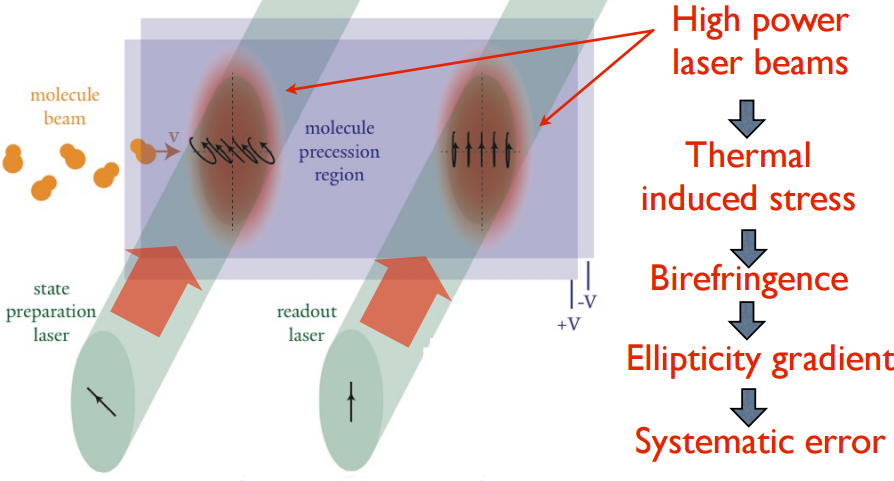 High power
laser beams
molecule
beam
v
molecule
precession
region
Thermal
induced stress
Birefringence
state
preparation
laser
readout
laser
-V
+V
Ellipticity gradient
Systematic error